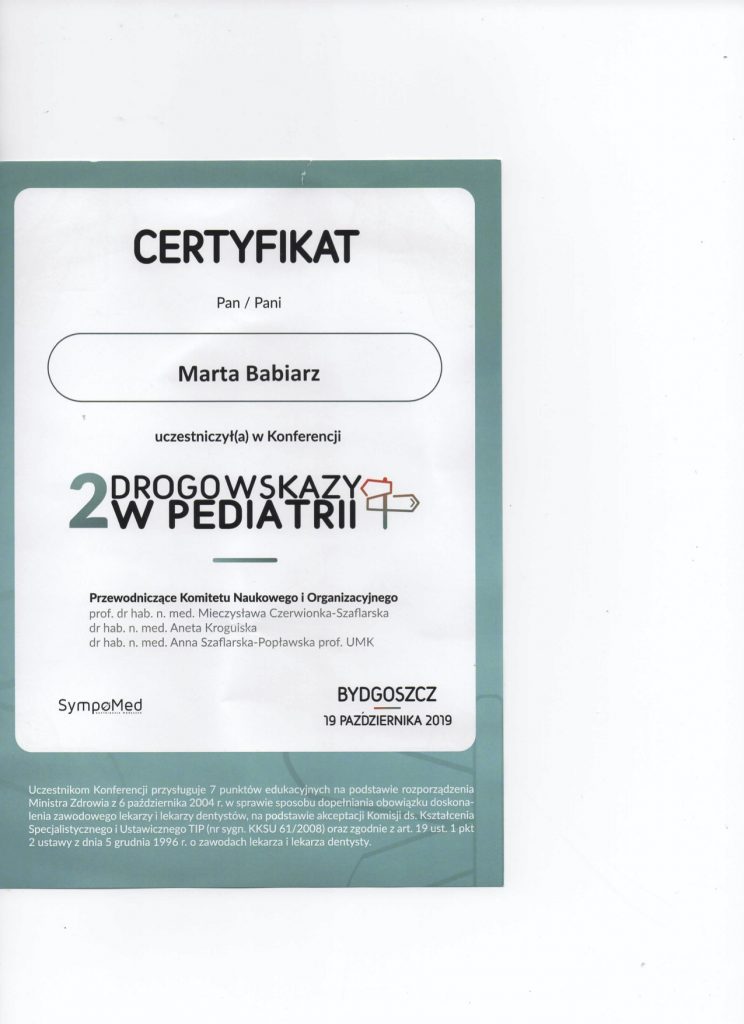 CERTYFIKAT
Pan / Pani
Marta Babiarz
uczestniczył(a) w Konferencji
2 DROGOWSKAZY
W PEDIATRII
Przewodniczące Komitetu Naukowego i Organizacyjnego
prof. dr hab. n. med. Mieczysława Czerwionka-Szaflarska
dr hab. n. med. Aneta Krogulska
dr hab. n. med. Anna Szaflarska-Popławska prof. UMK
SympoMed
BYDGOSZCZ
19 PAŹDZIERNIKA 2019
Uczestnikom Konferencji przysługuje 7 punktów edukacyjnych na podstawie rozporządzenia
Ministra Zdrowia z 6 października 2004 r. w sprawie sposobu dopełniania obowiązku doskona-
lenia zawodowego lekarzy i lekarzy dentystów, na podstawie akceptacji Komisji ds. Kształcenia
Specjalistycznego i Ustawicznego TIP (nr sygn. KKSU 61/2008) oraz zgodnie z art. 19 ust. 1 pkt
2 ustawy z dnia 5 grudnia 1996 r. o zawodach lekarza i lekarza dentysty.